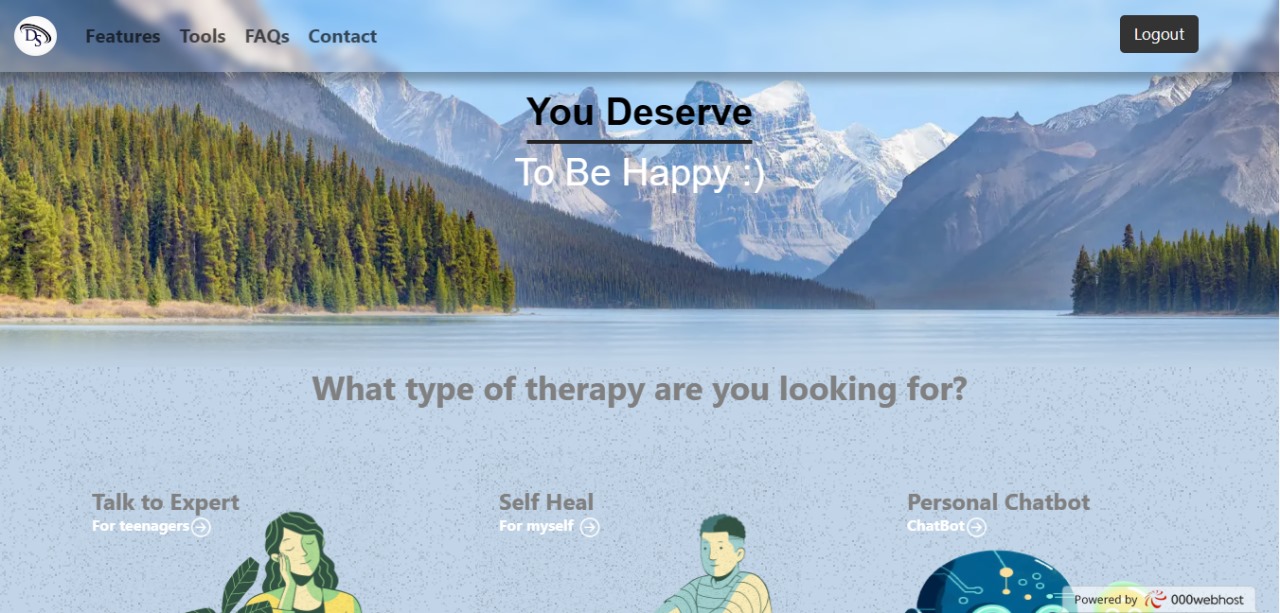 DS
Features Tools FAQs Contact
Logout
You Deserve
To Be Happy :)
What type of therapy are you looking for?
Talk to Expert
For teenagers
Self Heal
For myself
Personal Chatbot
ChatBot
Powered by 000webhost